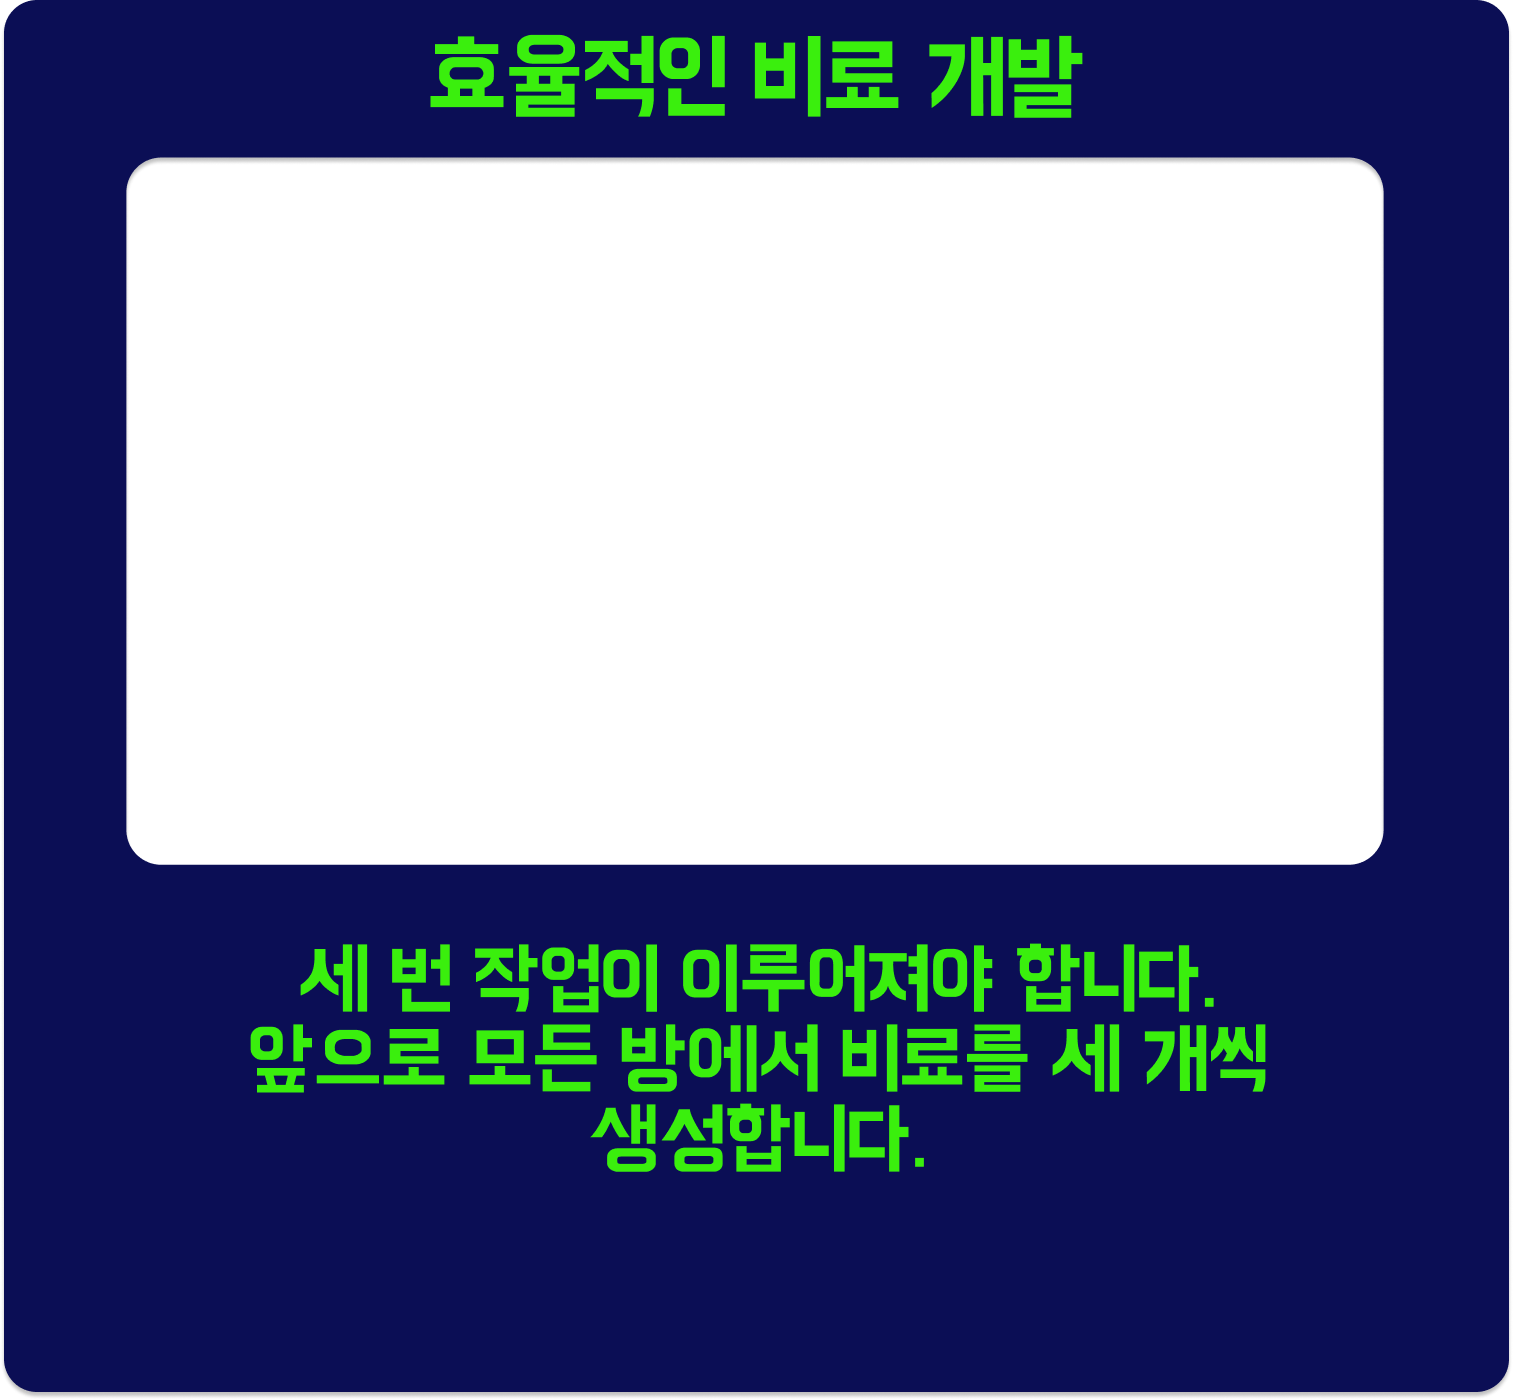 효율적인 비료 개발
세 번 작업이 이루어져야 합니다.
앞으로 모든 방에서 비료를 세 개씩
생성합니다.